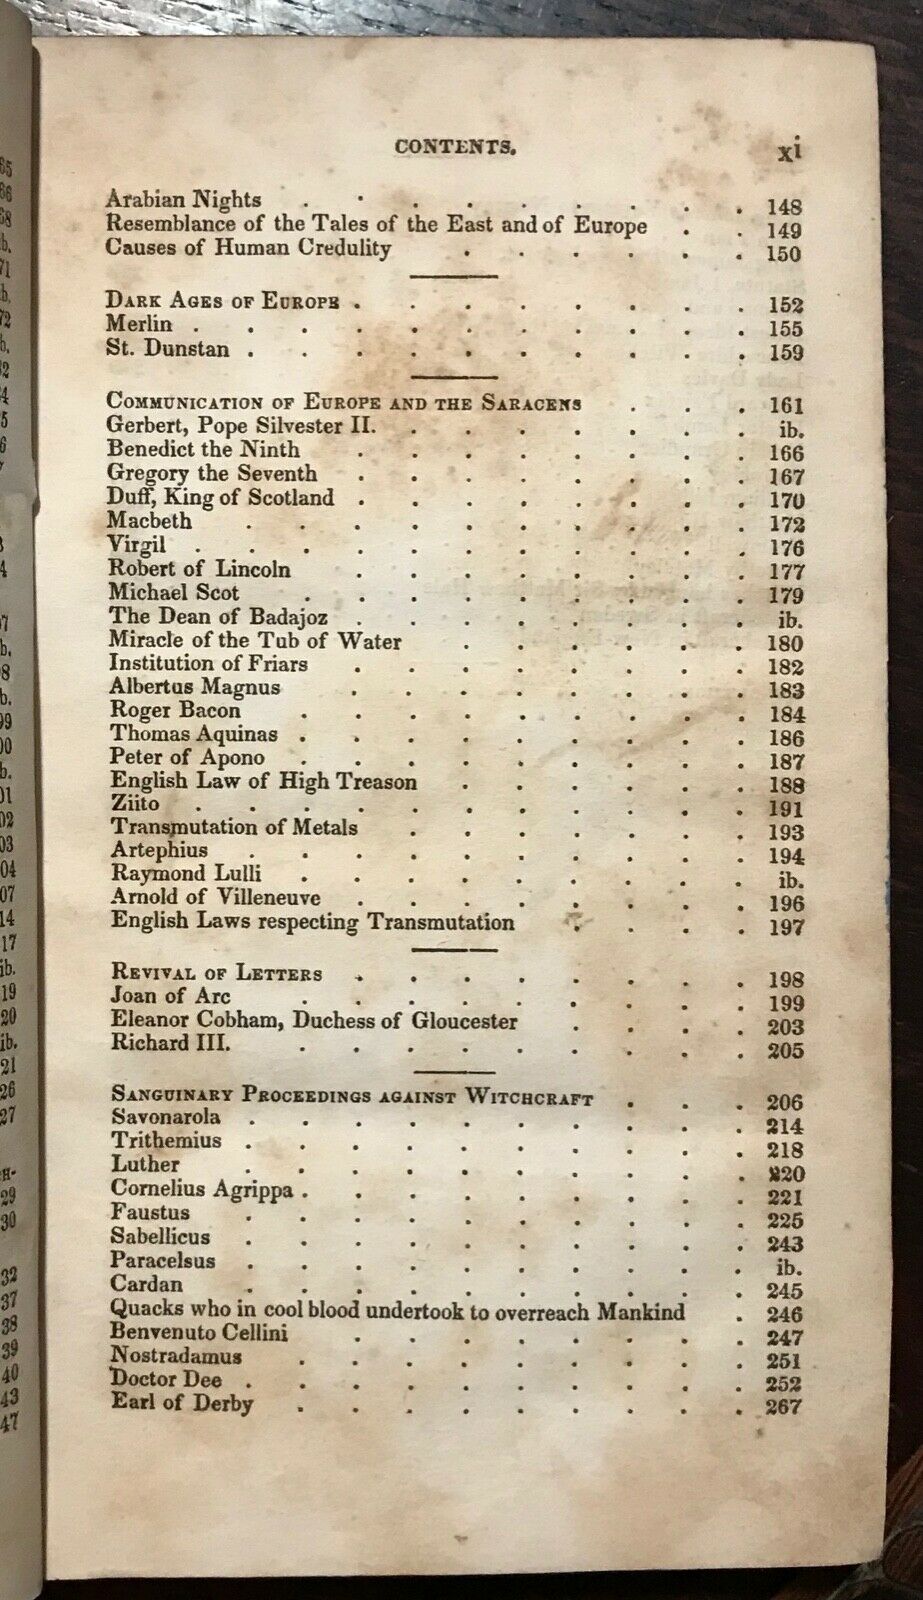 CONTENTS. xi
Arabian Nights . . . . . . . . . 148
Resemblance of the Tales of the East and of Europe . . 149
Causes of Human Credulity . . . . . . 150
DARK AGES OF EUROPE . . . . . . . . 152
Merlin . . . . . . . . . . . 155
St. Dunstan . . . . . . . . . . 159
COMMUNICATION OF EUROPE AND THE SARACENS . . . 161
Gerbert, Pope Silvester II. . . . . . . . ib.
Benedict the Ninth . . . . . . . . 166
Gregory the Seventh . . . . . . . . 167
Duff, King of Scotland . . . . . . . . 170
Macbeth . . . . . . . . . . 172
Virgil . . . . . . . . . . . 176
Robert of Lincoln . . . . . . . . 177
Michael Scot . . . . . . . . . 179
The Dean of Badajoz . . . . . . . . ib.
Miracle of the Tub of Water . . . . . . 180
Institution of Friars . . . . . . . . 182
Albertus Magnus . . . . . . . . 183
Roger Bacon . . . . . . . . . 184
Thomas Aquinas . . . . . . . . . 186
Peter of Apono . . . . . . . . . 187
English Law of High Treason . . . . . . 188
Ziito . . . . . . . . . . . 191
Transmutation of Metals . . . . . . . 193
Artephius . . . . . . . . . . 194
Raymond Lulli . . . . . . . . . ib.
Arnold of Villeneuve . . . . . . . . 196
English Laws respecting Transmutation . . . . 197
REVIVAL OF LETTERS . . . . . . . . 198
Joan of Arc . . . . . . . . . 199
Eleanor Cobham, Duchess of Gloucester . . . . 203
Richard III. . . . . . . . . . 205
SANGUINARY PROCEEDINGS AGAINST WITCHCRAFT . . . 206
Savonarola . . . . . . . . . . 214
Trithemius . . . . . . . . . . 218
Luther . . . . . . . . . . 220
Cornelius Agrippa . . . . . . . . . 221
Faustus . . . . . . . . . . 225
Sabellicus . . . . . . . . . . 243
Paracelsus . . . . . . . . . . ib.
Cardan . . . . . . . . . . 245
Quacks who in cool blood undertook to overreach Mankind . 246
Benvenuto Cellini . . . . . . . . 247
Nostradamus . . . . . . . . . 251
Doctor Dee . . . . . . . . . . 252
Earl of Derby . . . . . . . . . 267